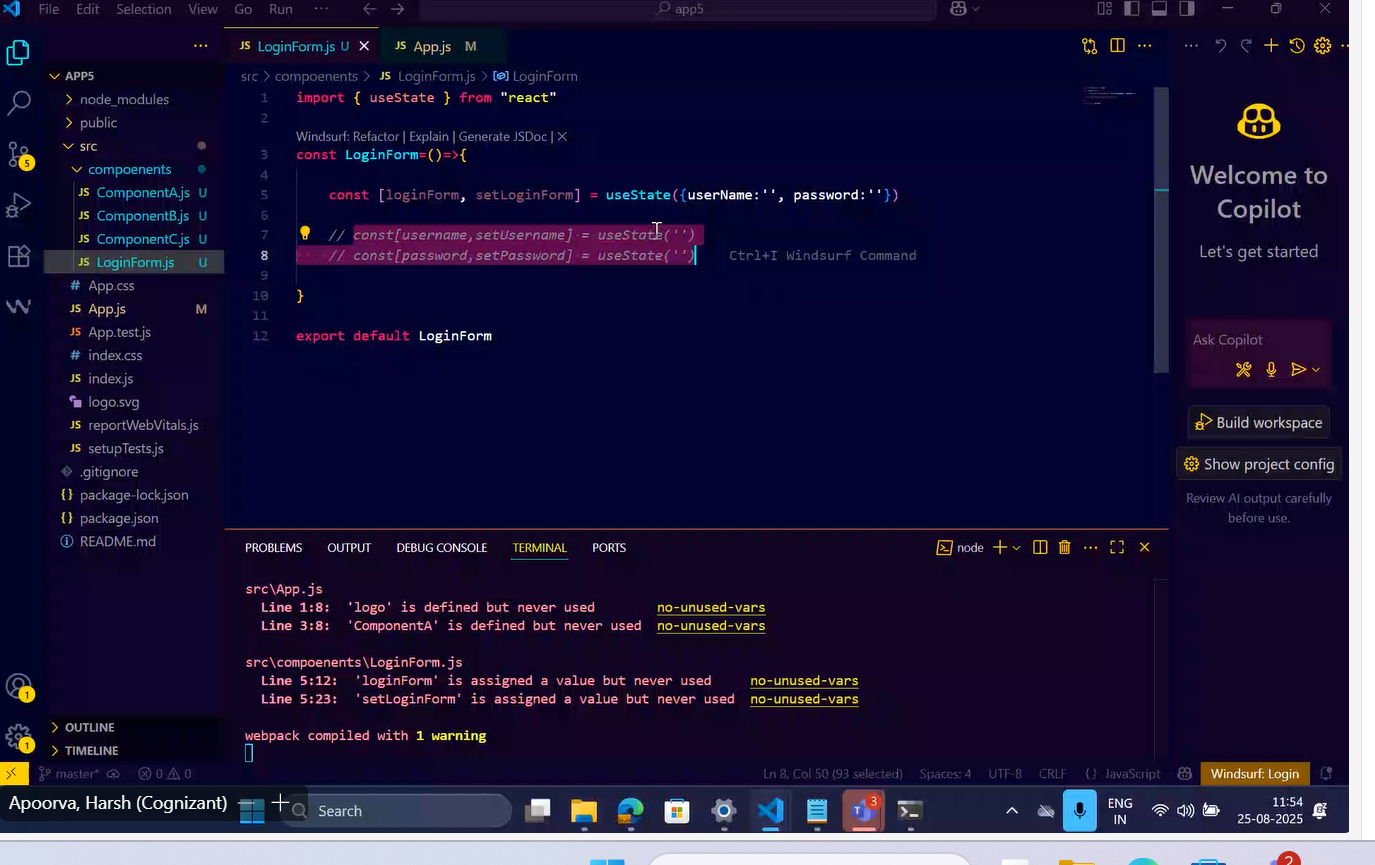 File Edit Selection View Go Run ··· app5
JS LoginForm.js U JS App.js M
APP5
node_modules
public
src
compoenents
JS ComponentA.js U
JS ComponentB.js U
JS ComponentC.js U
JS LoginForm.js U
# App.css
JS App.js M
JS App.test.js
# index.css
JS index.js
logo.svg
JS reportWebVitals.js
JS setupTests.js
.gitignore
{} package-lock.json
{} package.json
README.md
OUTLINE
TIMELINE
5
1
1
src > compoenents > JS LoginForm.js > LoginForm
1 import { useState } from "react"
2
Windsurf: Refactor | Explain | Generate JSDoc | X
3 const LoginForm=()=>{
4
5 const [loginForm, setLoginForm] = useState({userName:'', password:''})
6
7 // const[username,setUsername] = useState('')
8 // const[password,setPassword] = useState('') Ctrl+I Windsurf Command
9
10 }
11
12 export default LoginForm
Welcome to
Copilot
Let's get started
Ask Copilot
Build workspace
Show project config
Review AI output carefully
before use.
PROBLEMS OUTPUT DEBUG CONSOLE TERMINAL PORTS node
src\App.js
Line 1:8: 'logo' is defined but never used no-unused-vars
Line 3:8: 'ComponentA' is defined but never used no-unused-vars
src\compoenents\LoginForm.js
Line 5:12: 'loginForm' is assigned a value but never used no-unused-vars
Line 5:23: 'setLoginForm' is assigned a value but never used no-unused-vars
webpack compiled with 1 warning
master* 0 0 Ln 8, Col 50 (93 selected) Spaces: 4 UTF-8 CRLF {} JavaScript Windsurf: Login
Apoorva, Harsh (Cognizant) Search 3 ENG IN 11:54 25-08-2025
2